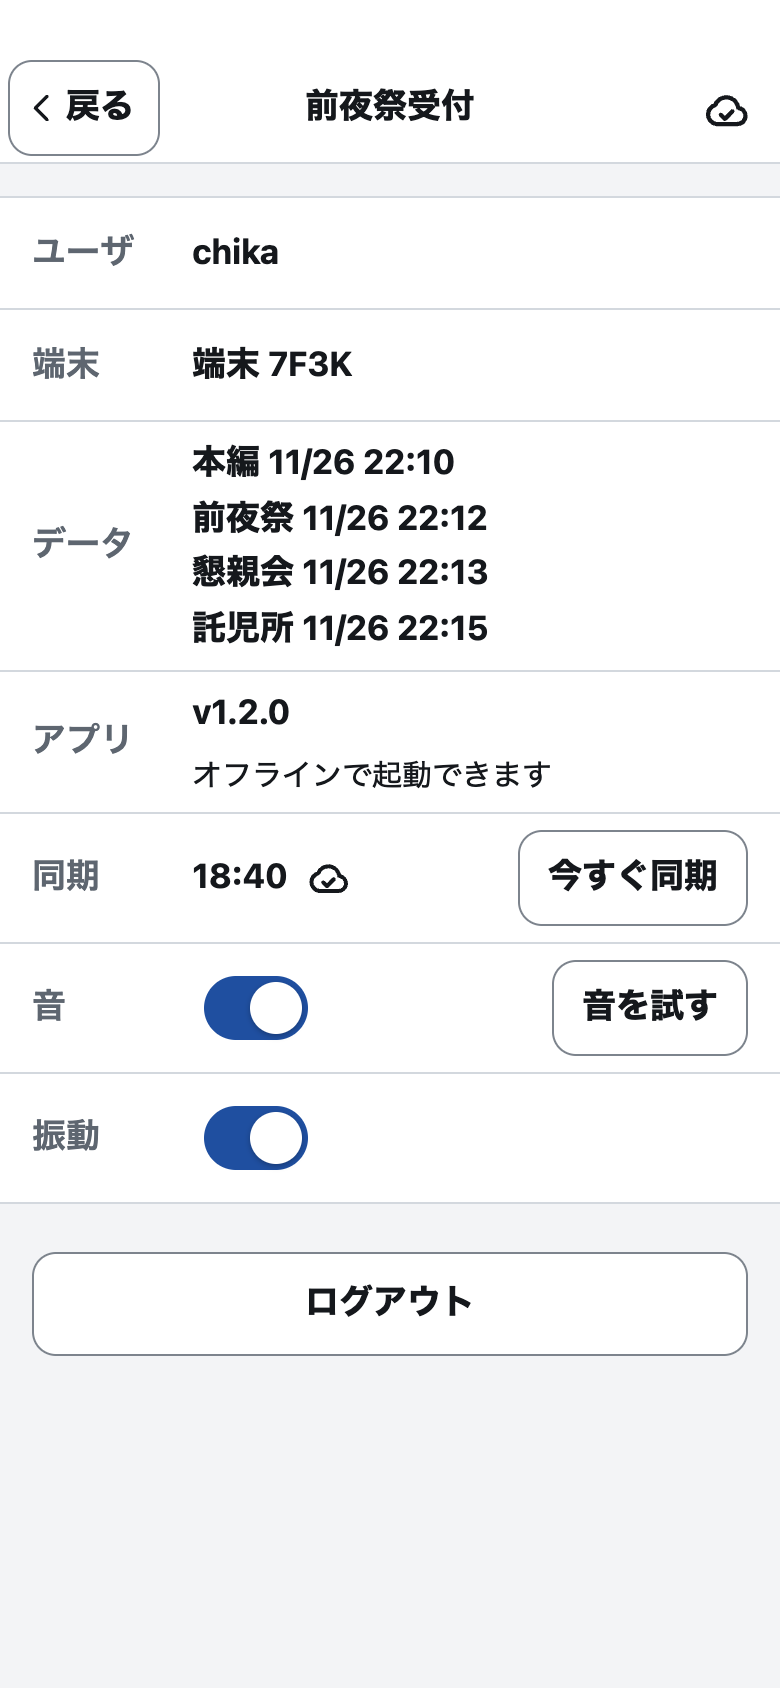 戻る
前夜祭受付
ユーザ
chika
端末
端末 7F3K
データ
本編 11/26 22:10
前夜祭 11/26 22:12
懇親会 11/26 22:13
託児所 11/26 22:15
アプリ
v1.2.0
オフラインで起動できます
同期
18:40
今すぐ同期
音
音を試す
振動
ログアウト